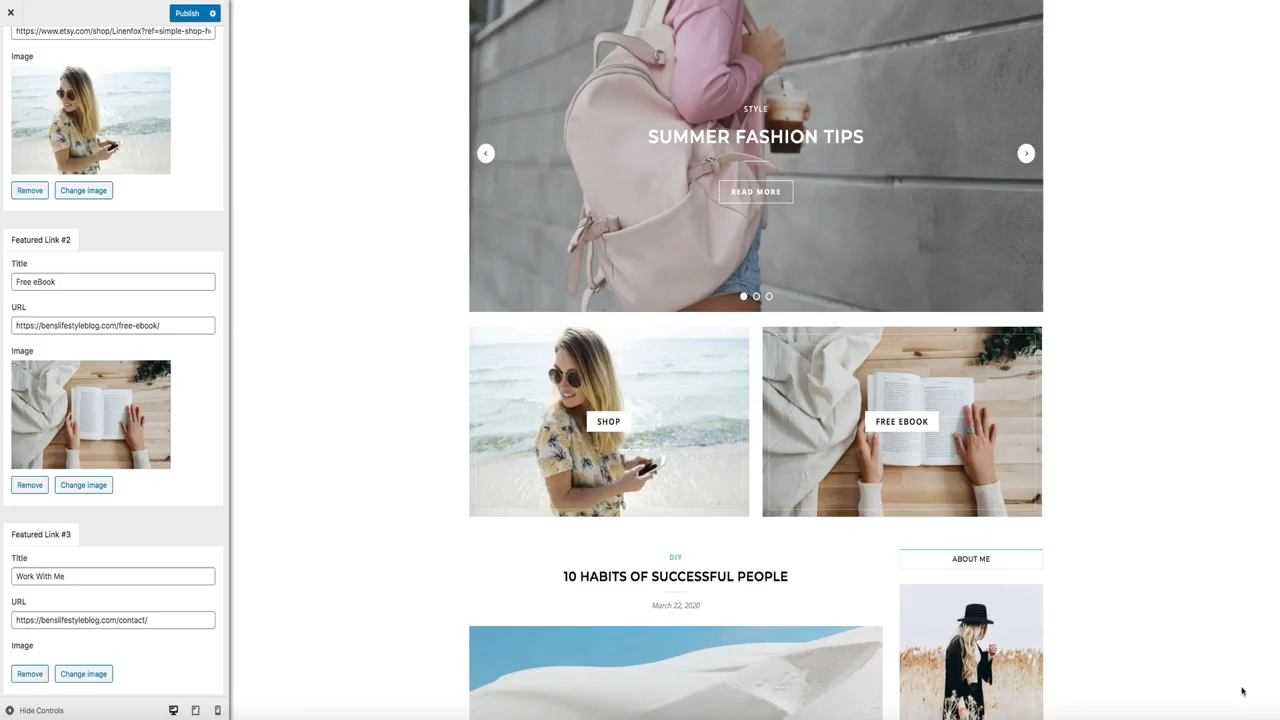 Publish
https://www.etsy.com/shop/Linenfox?ref=simple-shop-h
Image
Remove
Change image
Featured Link #2
Title
Free eBook
URL
https://benslifestyleblog.com/free-ebook/
Image
Remove
Change image
Featured Link #3
Title
Work With Me
URL
https://benslifestyleblog.com/contact/
Image
Remove
Change image
Hide Controls
STYLE
SUMMER FASHION TIPS
READ MORE
SHOP
FREE EBOOK
DIY
10 HABITS OF SUCCESSFUL PEOPLE
March 22, 2020
ABOUT ME